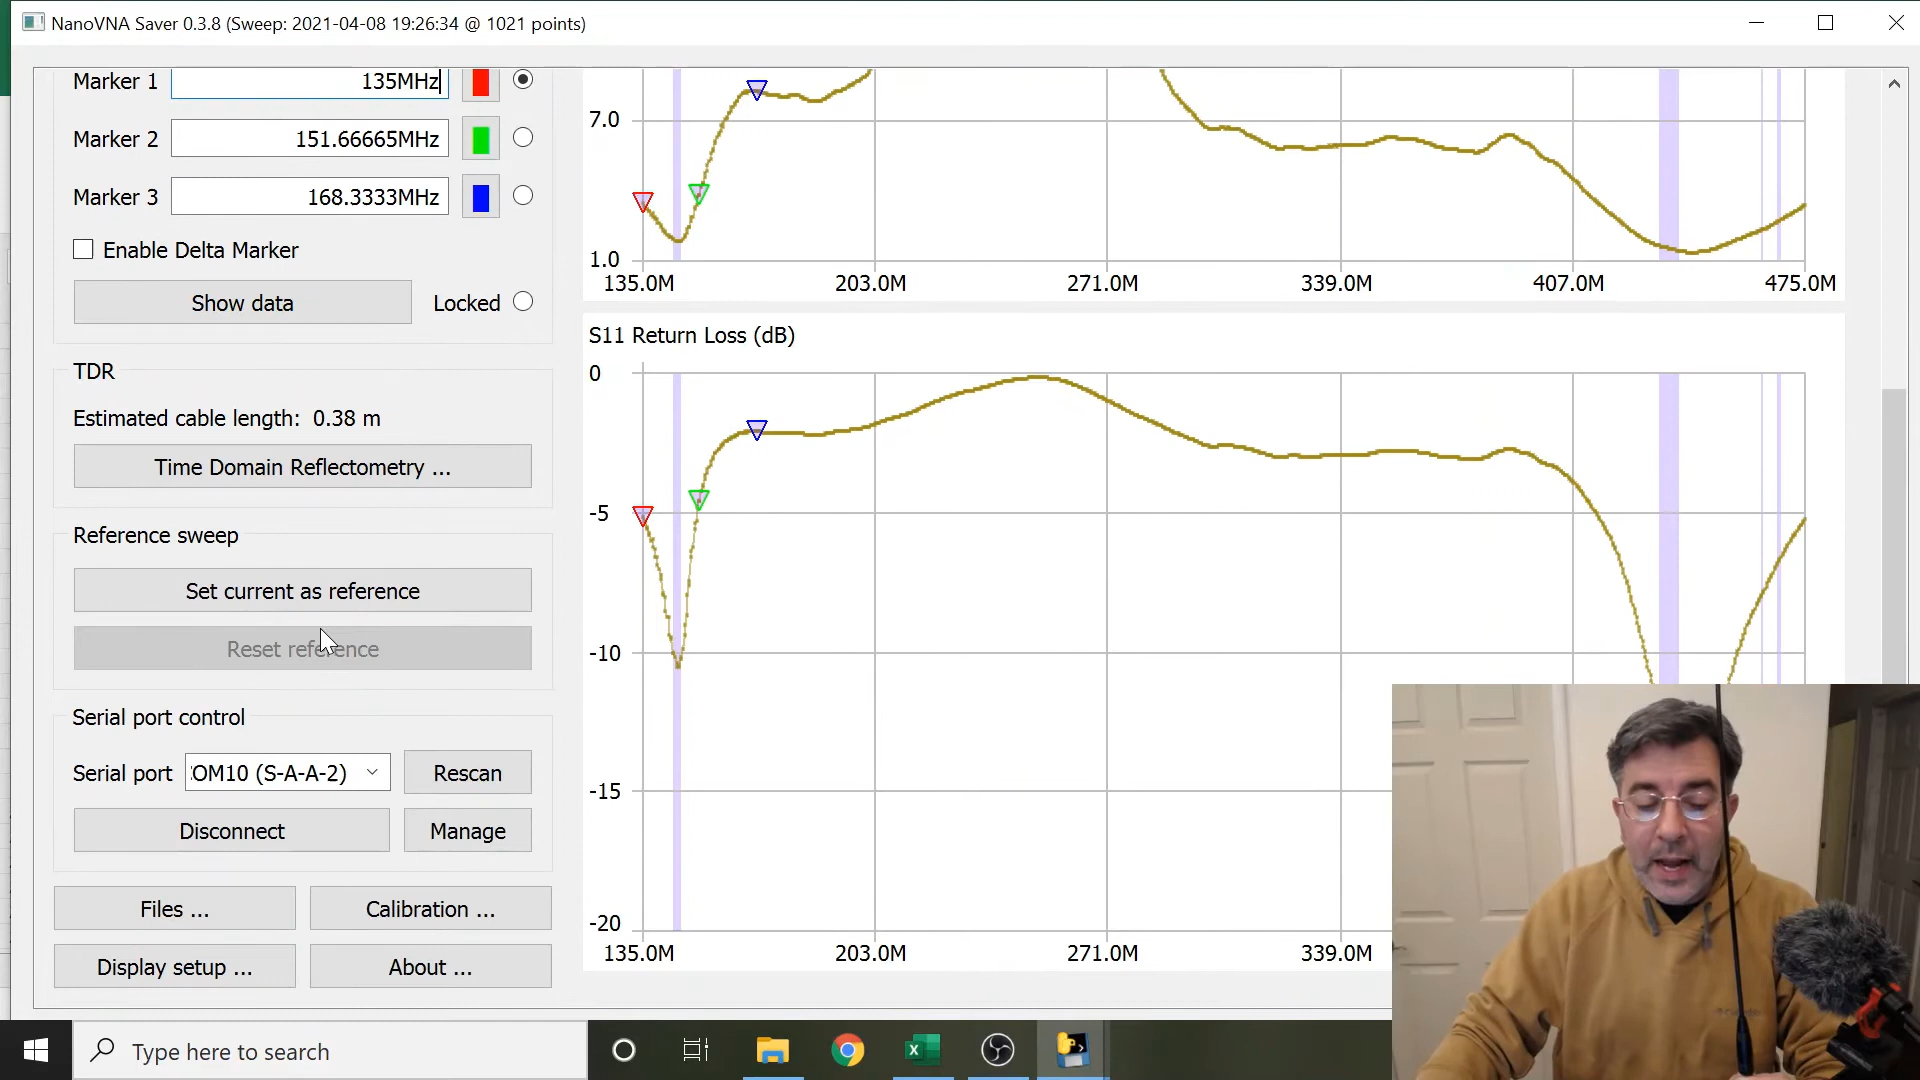 NanoVNA Saver 0.3.8 (Sweep: 2021-04-08 19:26:34 @ 1021 points)
Marker 1
135MHz
Marker 2
151.66665MHz
Marker 3
168.3333MHz
Enable Delta Marker
Show data
Locked
TDR
Estimated cable length: 0.38 m
Time Domain Reflectometry ...
Reference sweep
Set current as reference
Reset reference
Serial port control
Serial port
OM10 (S-A-A-2)
Rescan
Disconnect
Manage
Files ...
Calibration ...
Display setup ...
About ...
7.0
1.0
135.0M
203.0M
271.0M
339.0M
407.0M
475.0M
S11 Return Loss (dB)
0
-5
-10
-15
-20
135.0M
203.0M
271.0M
339.0M
Type here to search